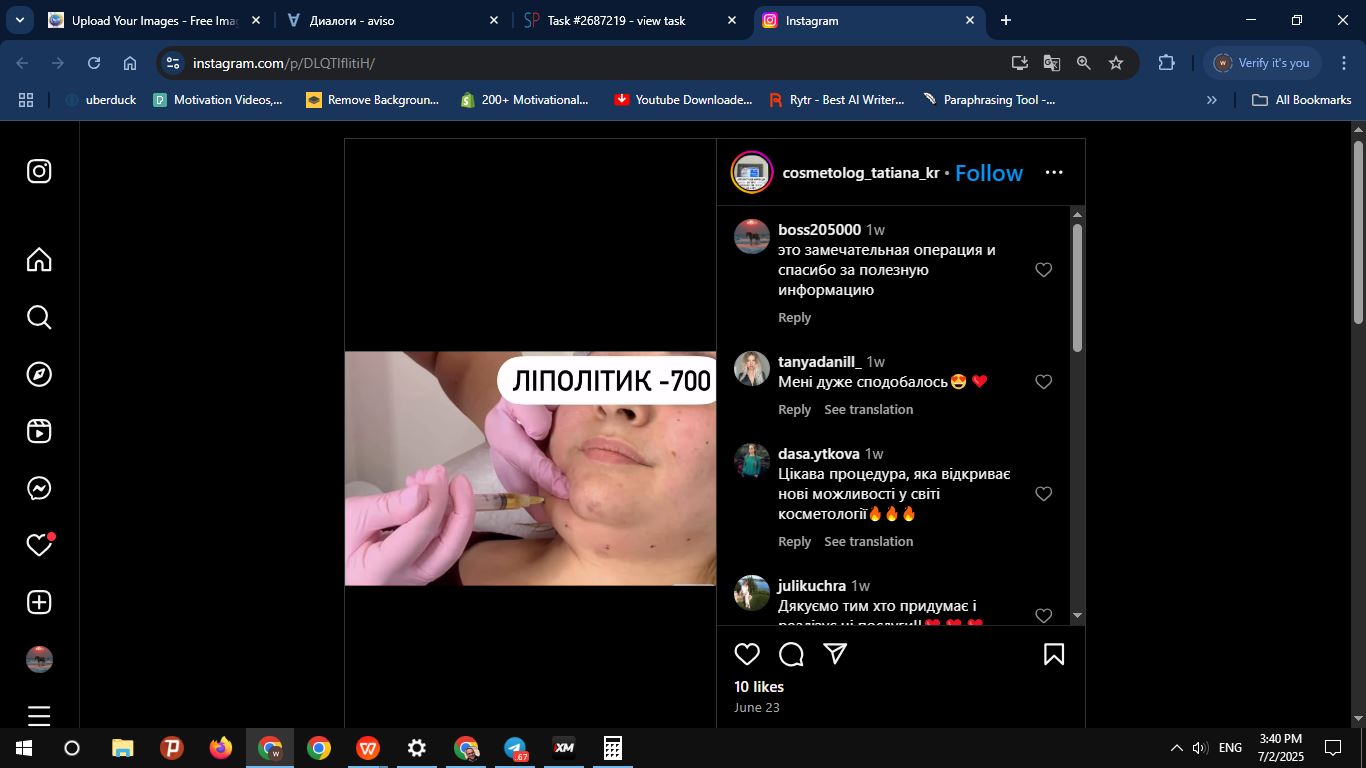 Upload Your Images - Free Imag
Диалоги - aviso
Task #2687219 - view task
Instagram
instagram.com/p/DLQTIflitiH/
Verify it's you
uberduck
Motivation Videos,...
Remove Backgroun...
200+ Motivational...
Youtube Downloade...
Rytr - Best AI Writer...
Paraphrasing Tool -...
»
All Bookmarks
cosmetolog_tatiana_kr • Follow
boss205000 1w
это замечательная операция и
спасибо за полезную
информацию
Reply
ЛІПОЛІТИК -700
tanyadanill_ 1w
Мені дуже сподобалось😍❤️
Reply See translation
dasa.ytkova 1w
Цікава процедура, яка відкриває
нові можливості у світі
косметології🔥🔥🔥
Reply See translation
julikuchra 1w
Дякуємо тим хто придумає і
реалізує ці послуги!!❤️❤️❤️
10 likes
June 23
67
XM
ENG
3:40 PM
7/2/2025